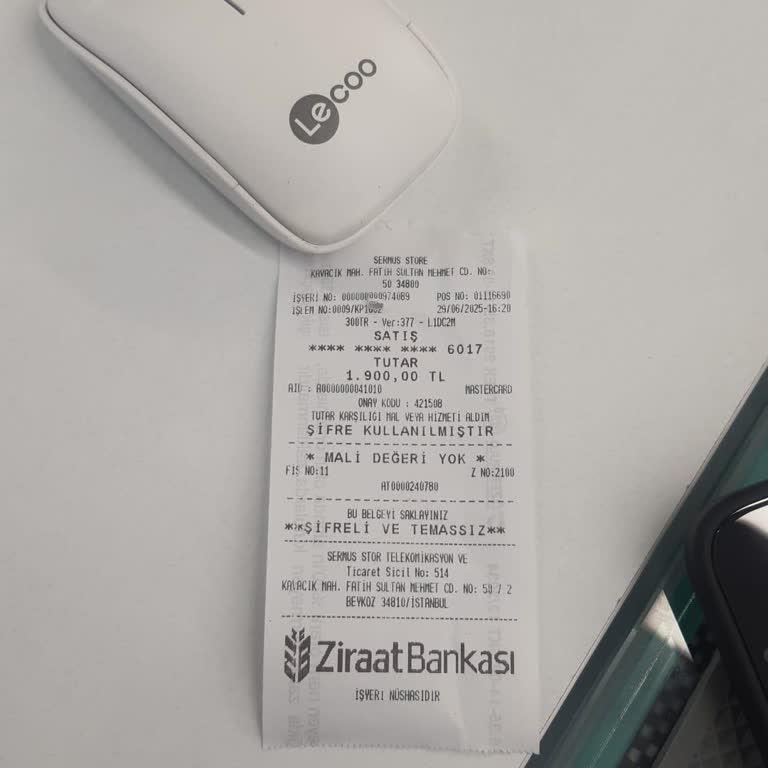 Lecoo
SERMUS STORE
KAVACIK MAH. FATIH SULTAN MEHMET CD. NO:
50 34800
İŞYERİ NO: 000000000974089 POS NO: 01116690
İŞLEM NO:0009/ 29/06/2025-16:20
300TR - Ver:377 - L1DC2M
SATIŞ
**** **** **** 6017
TUTAR
1.900,00 TL
AID : A0000000041010 MASTERCARD
ONAY KODU : 421508
TUTAR KARŞILIĞI MAL VEYA HİZMETİ ALDIM
ŞİFRE KULLANILMIŞTIR
* MALİ DEĞERİ YOK *
FİŞ NO:11 Z NO:2100
AT0000240780
BU BELGEYİ SAKLAYINIZ
**ŞİFRELİ VE TEMASSIZ**
SERMUS STOR TELEKOMİKASYON VE
Ticaret Sicil No: 514
KAVACIK MAH. FATIH SULTAN MEHMET CD. NO: 50 / 2
BEYKOZ 34810/İSTANBUL
Ziraat Bankası
İŞYERİ NÜSHASIDIR